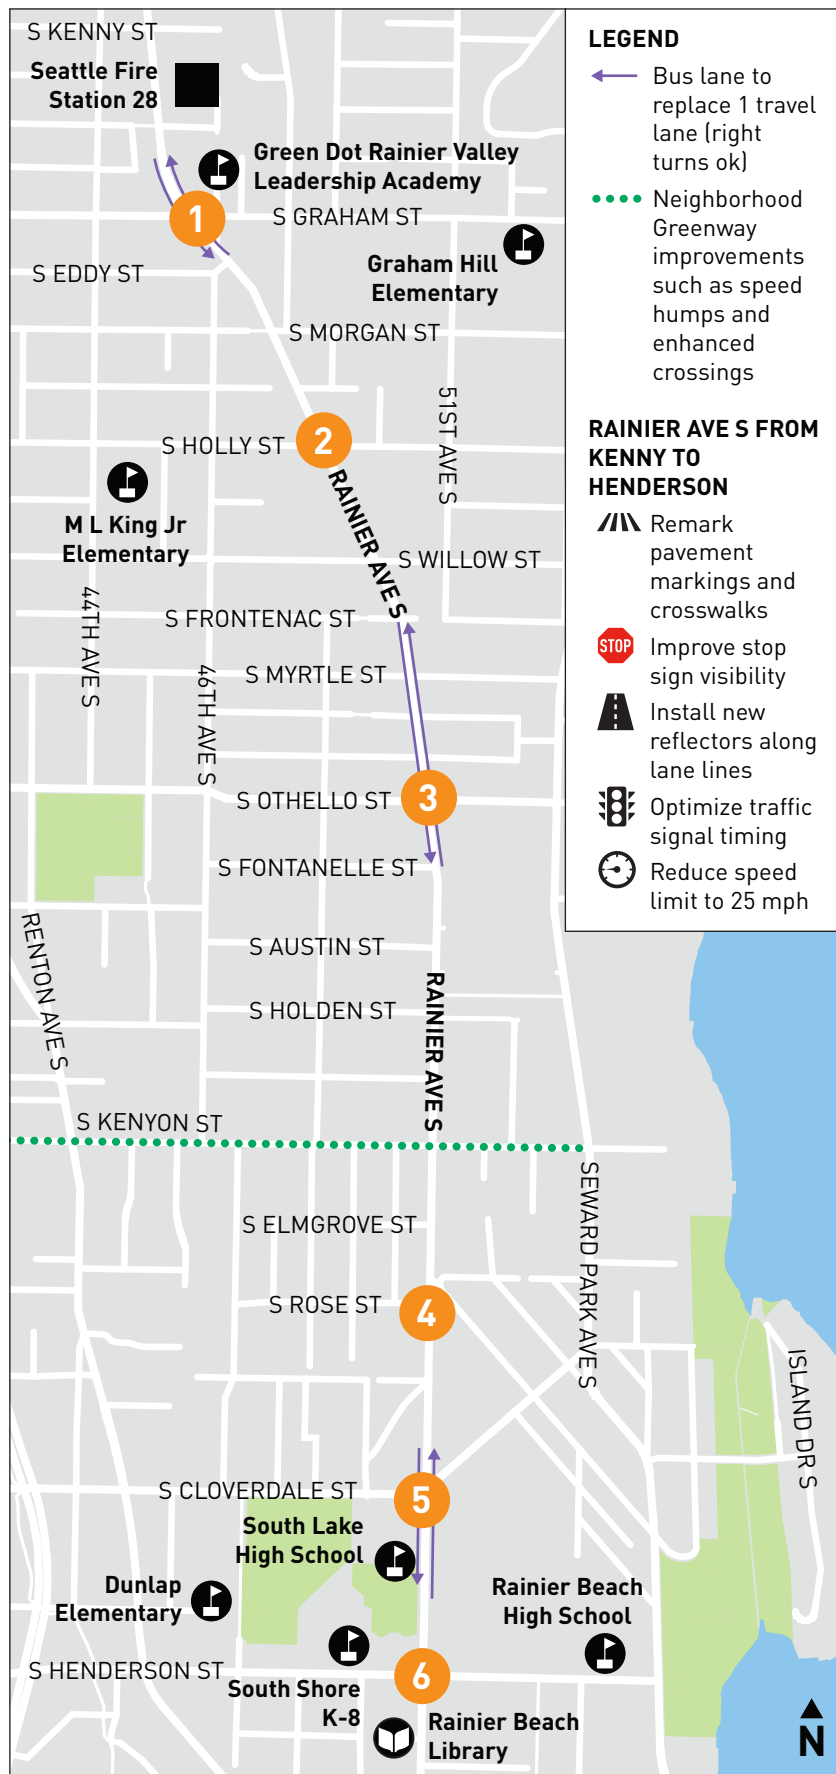 S KENNY ST
Seattle Fire
Station 28
Green Dot Rainier Valley
Leadership Academy
1
S GRAHAM ST
S EDDY ST
Graham Hill
Elementary
S MORGAN ST
51ST AVE S
2
S HOLLY ST
RAINIER AVE S
M L King Jr
Elementary
S WILLOW ST
44TH AVE S
S FRONTENAC ST
46TH AVE S
S MYRTLE ST
3
S OTHELLO ST
S FONTANELLE ST
RENTON AVE S
S AUSTIN ST
RAINIER AVE S
S HOLDEN ST
S KENYON ST
SEWARD PARK AVE S
S ELMGROVE ST
S ROSE ST
4
ISLAND DR S
S CLOVERDALE ST
5
South Lake
High School
Dunlap
Elementary
Rainier Beach
High School
S HENDERSON ST
6
South Shore
K-8
Rainier Beach
Library
N
LEGEND
Bus lane to
replace 1 travel
lane (right
turns ok)
Neighborhood
Greenway
improvements
such as speed
humps and
enhanced
crossings
RAINIER AVE S FROM
KENNY TO
HENDERSON
Remark
pavement
markings and
crosswalks
STOP
Improve stop
sign visibility
Install new
reflectors along
lane lines
Optimize traffic
signal timing
Reduce speed
limit to 25 mph